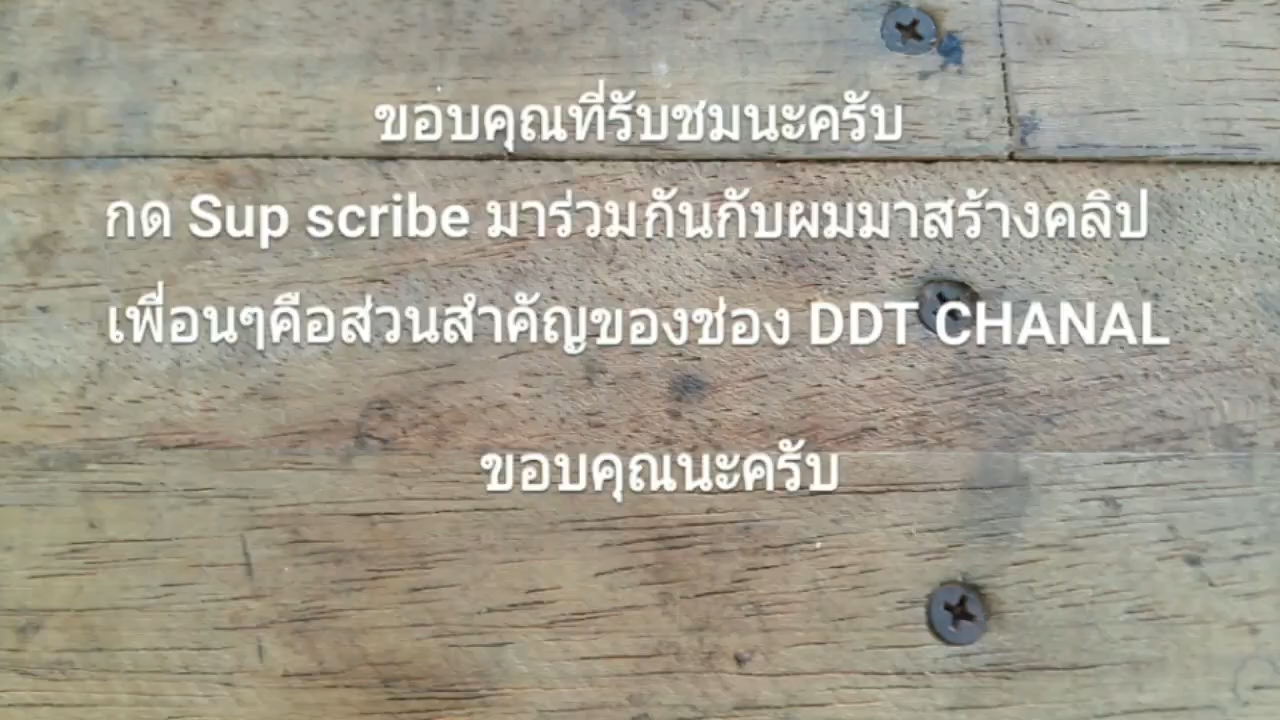 ขอบคุณที่รับชมนะครับ
กด Sup scribe มาร่วมกันกับผมมาสร้างคลิป
เพื่อนๆคือส่วนสำคัญของช่อง DDT CHANAL
ขอบคุณนะครับ